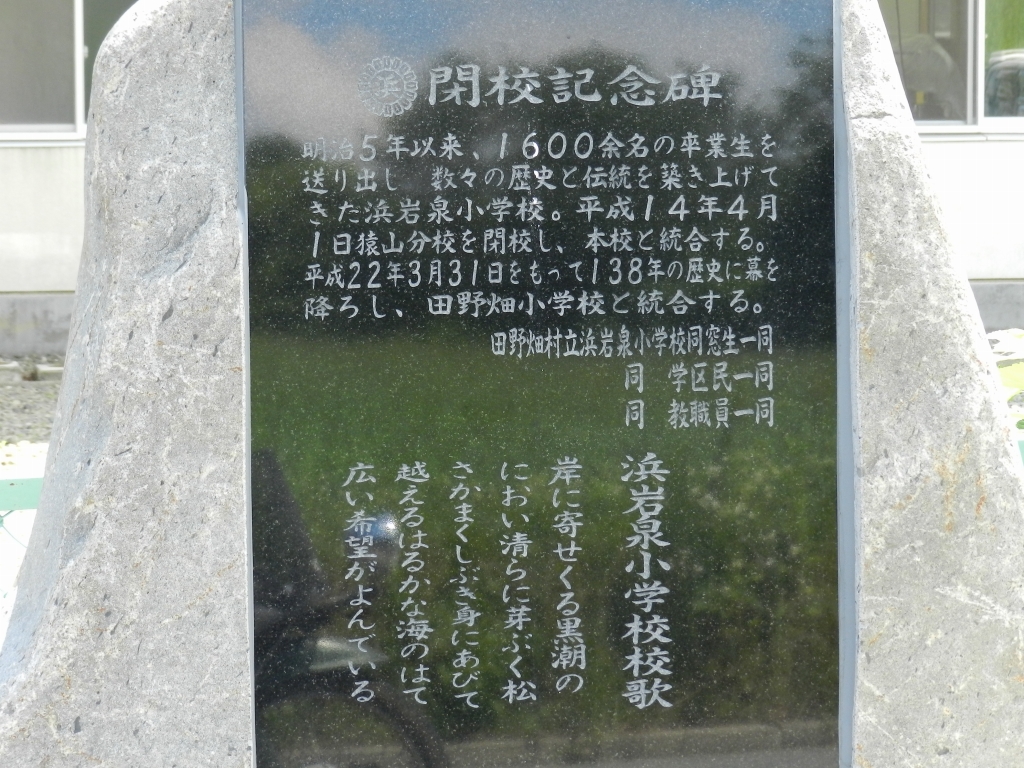 閉校記念碑
明治5年以来、1600余名の卒業生を
送り出し 数々の歴史と伝統を築き上げて
きた浜岩泉小学校。平成14年4月
1日猿山分校を閉校し、本校と統合する。
平成22年3月31日をもって138年の歴史に幕を
降ろし、田野畑小学校と統合する。
田野畑村立浜岩泉小学校同窓生一同
同 学区民一同
同 教職員一同
浜岩泉小学校校歌
岸に寄せくる黒潮の
におい清らに芽ぶく松
さかまくしぶき身にあびて
越えるはるかな海のはて
広い希望がよんでいる